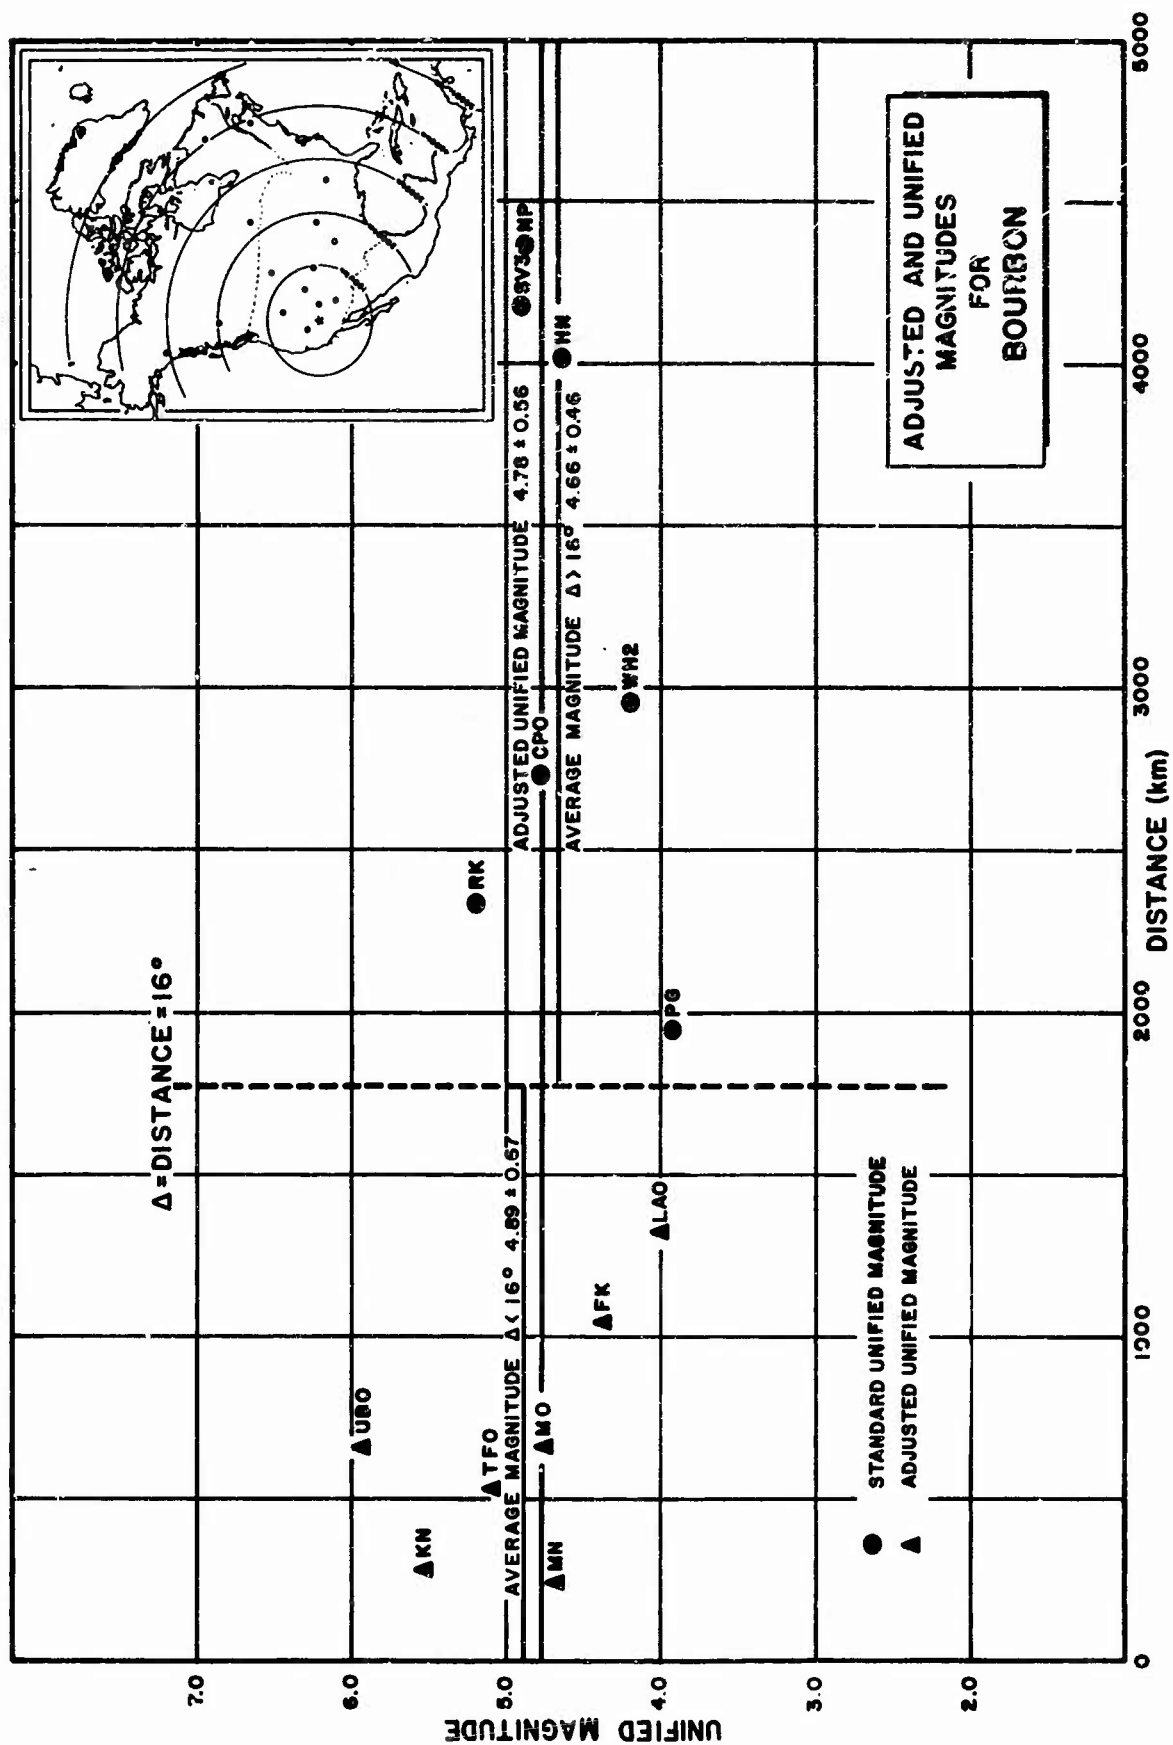 Δ=DISTANCE=16°
7.0
6.0
5.0
4.0
3.0
2.0
UNIFIED MAGNITUDE
KN
UBO
TFO
AVERAGE MAGNITUDE Δ<16° 4.89 ± 0.67
MO
MN
FK
LAO
PG
RK
ADJUSTED UNIFIED MAGNITUDE 4.78 ± 0.56
CPO
AVERAGE MAGNITUDE Δ>16° 4.66 ± 0.46
WH2
HN
SV3
NP
STANDARD UNIFIED MAGNITUDE
ADJUSTED UNIFIED MAGNITUDE
ADJUSTED AND UNIFIED
MAGNITUDES
FOR
BOURBON
0
1000
2000
3000
4000
5000
DISTANCE (km)